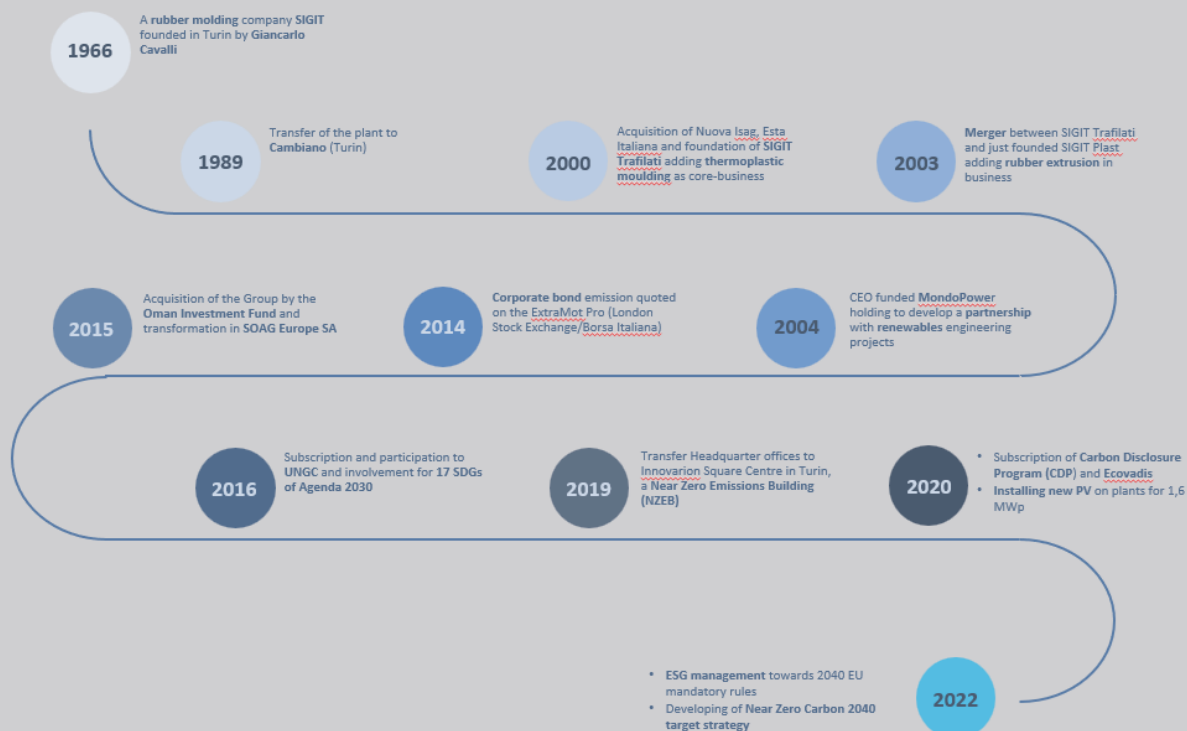 1966
A rubber molding company SIGIT
founded in Turin by Giancarlo
Cavalli
1989
Transfer of the plant to
Cambiano (Turin)
2000
Acquisition of Nuova Isag, Esta
Italiana and foundation of SIGIT
Trafilati adding thermoplastic
moulding as core-business
2003
Merger between SIGIT Trafilati
and just founded SIGIT Plast
adding rubber extrusion in
business
2004
CEO funded MondoPower
holding to develop a partnership
with renewables engineering
projects
2014
Corporate bond emission quoted
on the ExtraMot Pro (London
Stock Exchange/Borsa Italiana)
2015
Acquisition of the Group by the
Oman Investment Fund and
transformation in SOAG Europe SA
2016
Subscription and participation to
UNGC and involvement for 17 SDGs
of Agenda 2030
2019
Transfer Headquarter offices to
Innovarion Square Centre in Turin,
a Near Zero Emissions Building
(NZEB)
2020
• Subscription of Carbon Disclosure
Program (CDP) and Ecovadis
• Installing new PV on plants for 1,6
MWp
2022
• ESG management towards 2040 EU
mandatory rules
• Developing of Near Zero Carbon 2040
target strategy